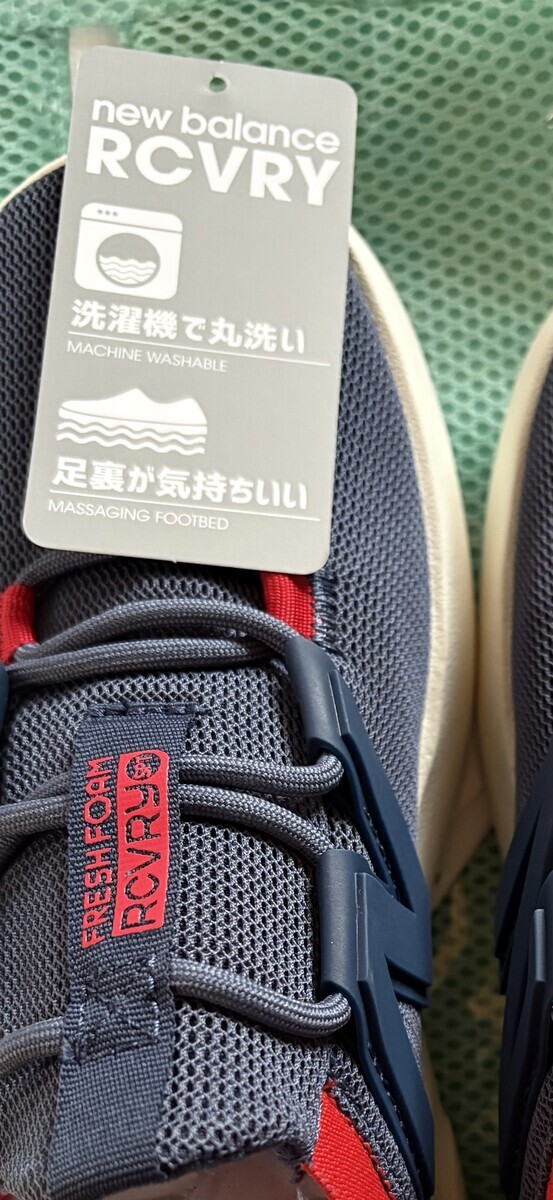 new balance
RCVRY
洗濯機で丸洗い
MACHINE WASHABLE
足裏が気持ちいい
MASSAGING FOOTBED
FRESH FOAM
RCVRY